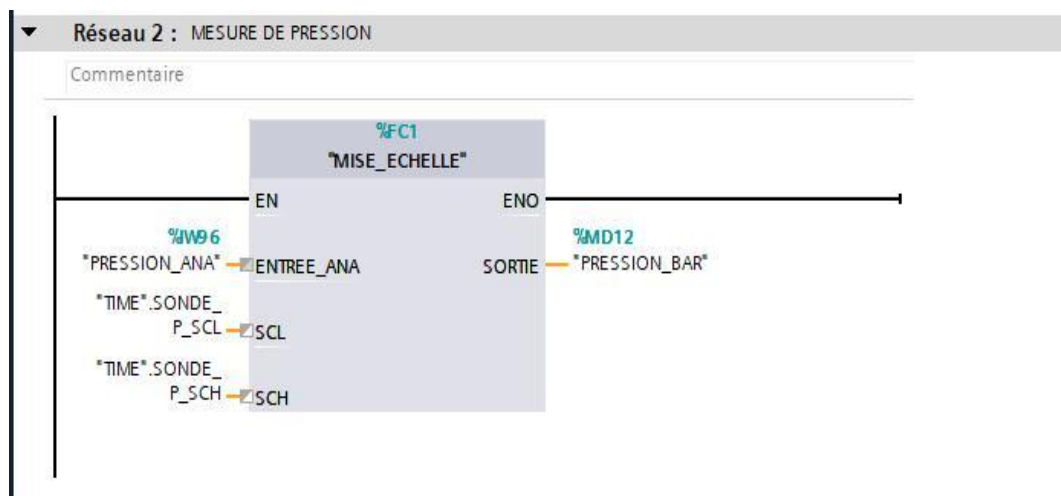 Réseau 2 : MESURE DE PRESSION
Commentaire
%FC1
"MISE_ECHELLE"
EN ENO
%IW96 %MD12
"PRESSION_ANA" ENTREE_ANA SORTIE "PRESSION_BAR"
"TIME".SONDE_
P_SCL SCL
"TIME".SONDE_
P_SCH SCH